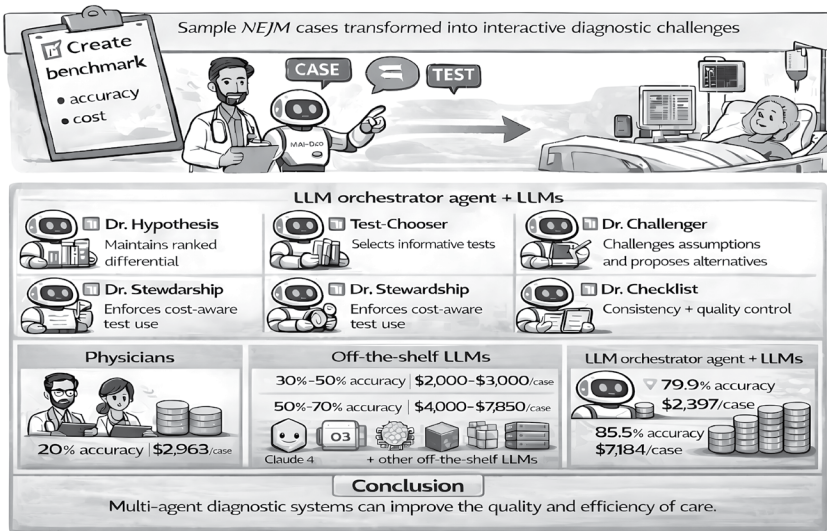 Create
benchmark
• accuracy
• cost
Sample NEJM cases transformed into interactive diagnostic challenges
CASE
TEST
MAI-Dco
LLM orchestrator agent + LLMs
Dr. Hypothesis
Maintains ranked
differential
Test-Chooser
Selects informative tests
Dr. Challenger
Challenges assumptions
and proposes alternatives
Dr. Stewdarship
Enforces cost-aware
test use
Dr. Stewardship
Enforces cost-aware
test use
Dr. Checklist
Consistency + quality control
Physicians
20% accuracy | $2,963/case
Off-the-shelf LLMs
30%-50% accuracy | $2,000-$3,000/case
50%-70% accuracy | $4,000-$7,850/case
O3
Claude 4
+ other off-the-shelf LLMs
LLM orchestrator agent + LLMs
79.9% accuracy
$2,397/case
85.5% accuracy
$7,184/case
Conclusion
Multi-agent diagnostic systems can improve the quality and efficiency of care.